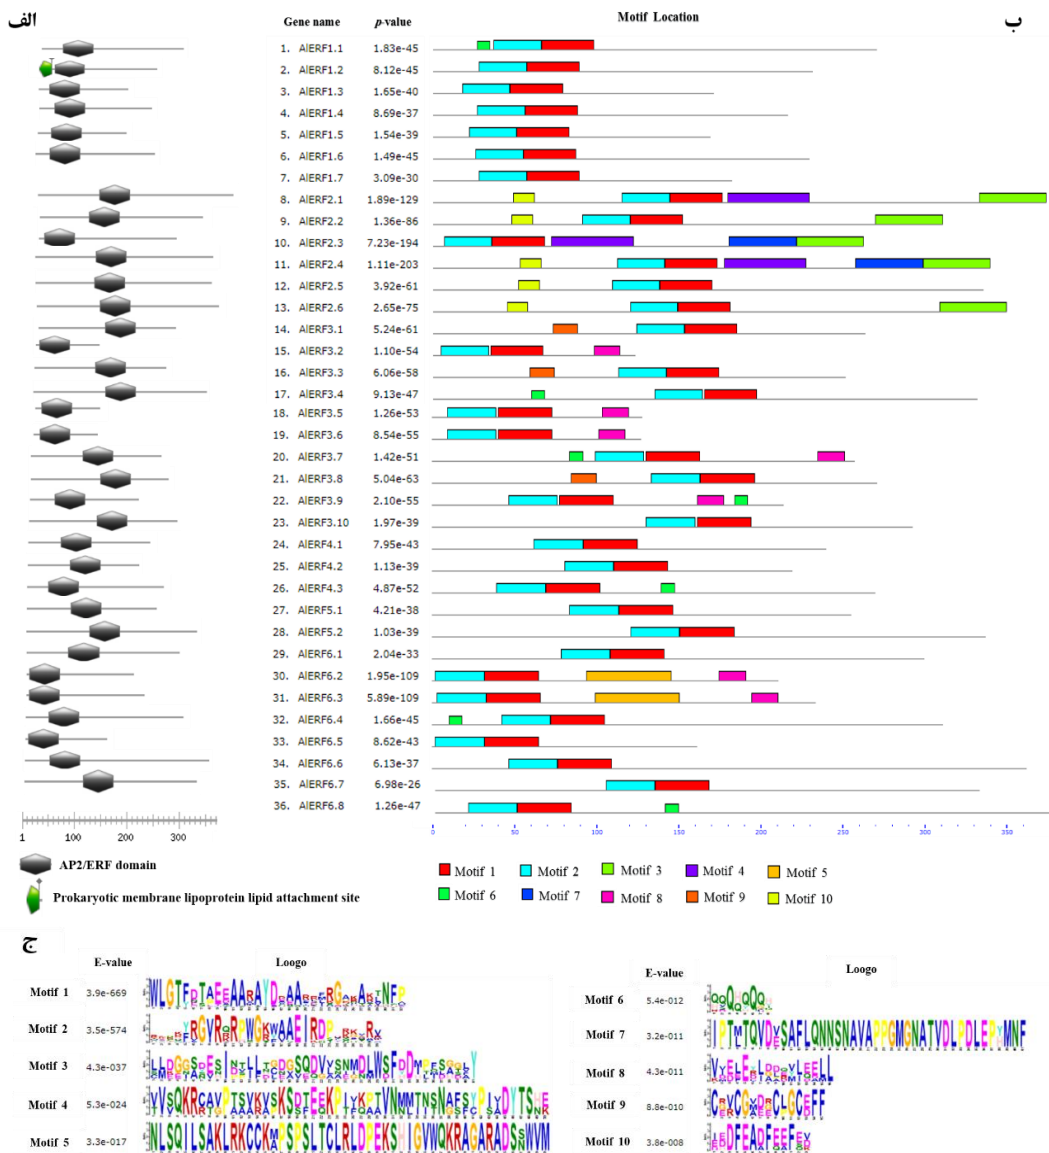 الف
ب
Gene name p-value Motif Location
1. AlERF1.1 1.83e-45
2. AlERF1.2 8.12e-45
3. AlERF1.3 1.65e-40
4. AlERF1.4 8.69e-37
5. AlERF1.5 1.54e-39
6. AlERF1.6 1.49e-45
7. AlERF1.7 3.09e-30
8. AlERF2.1 1.89e-129
9. AlERF2.2 1.36e-86
10. AlERF2.3 7.23e-194
11. AlERF2.4 1.11e-203
12. AlERF2.5 3.92e-61
13. AlERF2.6 2.65e-75
14. AlERF3.1 5.24e-61
15. AlERF3.2 1.10e-54
16. AlERF3.3 6.06e-58
17. AlERF3.4 9.13e-47
18. AlERF3.5 1.26e-53
19. AlERF3.6 8.54e-55
20. AlERF3.7 1.42e-51
21. AlERF3.8 5.04e-63
22. AlERF3.9 2.10e-55
23. AlERF3.10 1.97e-39
24. AlERF4.1 7.95e-43
25. AlERF4.2 1.13e-39
26. AlERF4.3 4.87e-52
27. AlERF5.1 4.21e-38
28. AlERF5.2 1.03e-39
29. AlERF6.1 2.04e-33
30. AlERF6.2 1.95e-109
31. AlERF6.3 5.89e-109
32. AlERF6.4 1.66e-45
33. AlERF6.5 8.62e-43
34. AlERF6.6 6.13e-37
35. AlERF6.7 6.98e-26
36. AlERF6.8 1.26e-47
1 100 200 300
0 50 100 150 200 250 300 350
AP2/ERF domain
Prokaryotic membrane lipoprotein lipid attachment site
Motif 1 Motif 2 Motif 3 Motif 4 Motif 5
Motif 6 Motif 7 Motif 8 Motif 9 Motif 10
ج
E-value Loogo
Motif 1 3.9e-669
Motif 2 3.5e-574
Motif 3 4.3e-037
Motif 4 5.3e-024
Motif 5 3.3e-017
E-value Loogo
Motif 6 5.4e-012
Motif 7 3.2e-011 IPTMTQVDVSAFLQNNSNAVAPPGMGNATVDLPDLEPYMNF
Motif 8 4.3e-011
Motif 9 8.8e-010
Motif 10 3.8e-008